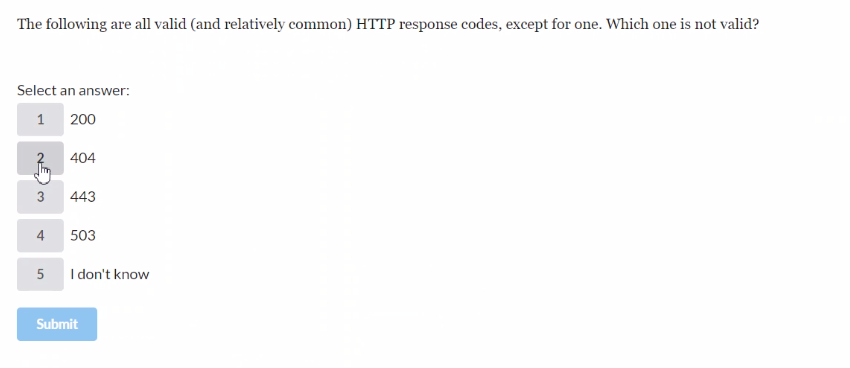 The following are all valid (and relatively common) HTTP response codes, except for one. Which one is not valid?
Select an answer:
1 200
2 404
3 443
4 503
5 I don't know
Submit